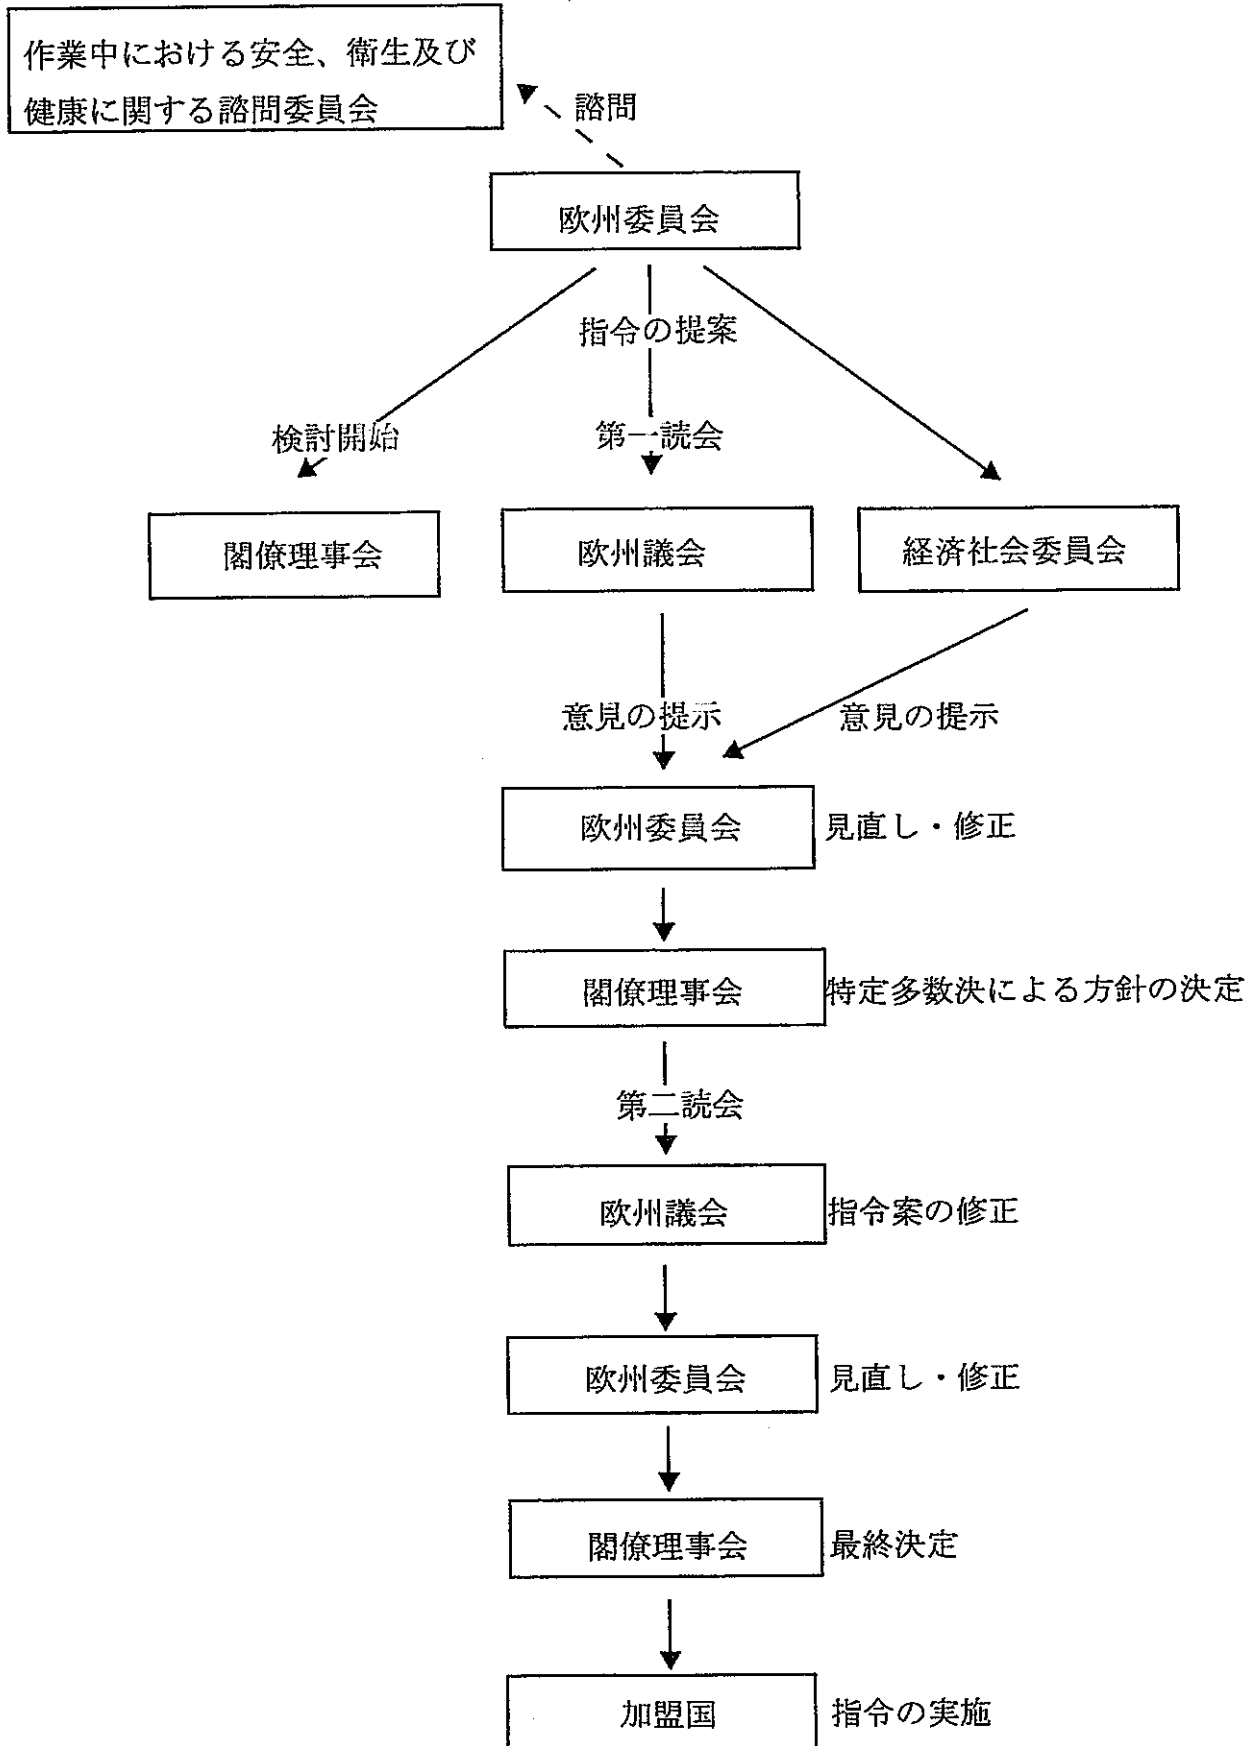 作業中における安全、衛生及び
健康に関する諮問委員会
諮問
欧州委員会
指令の提案
検討開始
第一読会
閣僚理事会
欧州議会
経済社会委員会
意見の提示
意見の提示
欧州委員会
見直し・修正
閣僚理事会
特定多数決による方針の決定
第二読会
欧州議会
指令案の修正
欧州委員会
見直し・修正
閣僚理事会
最終決定
加盟国
指令の実施